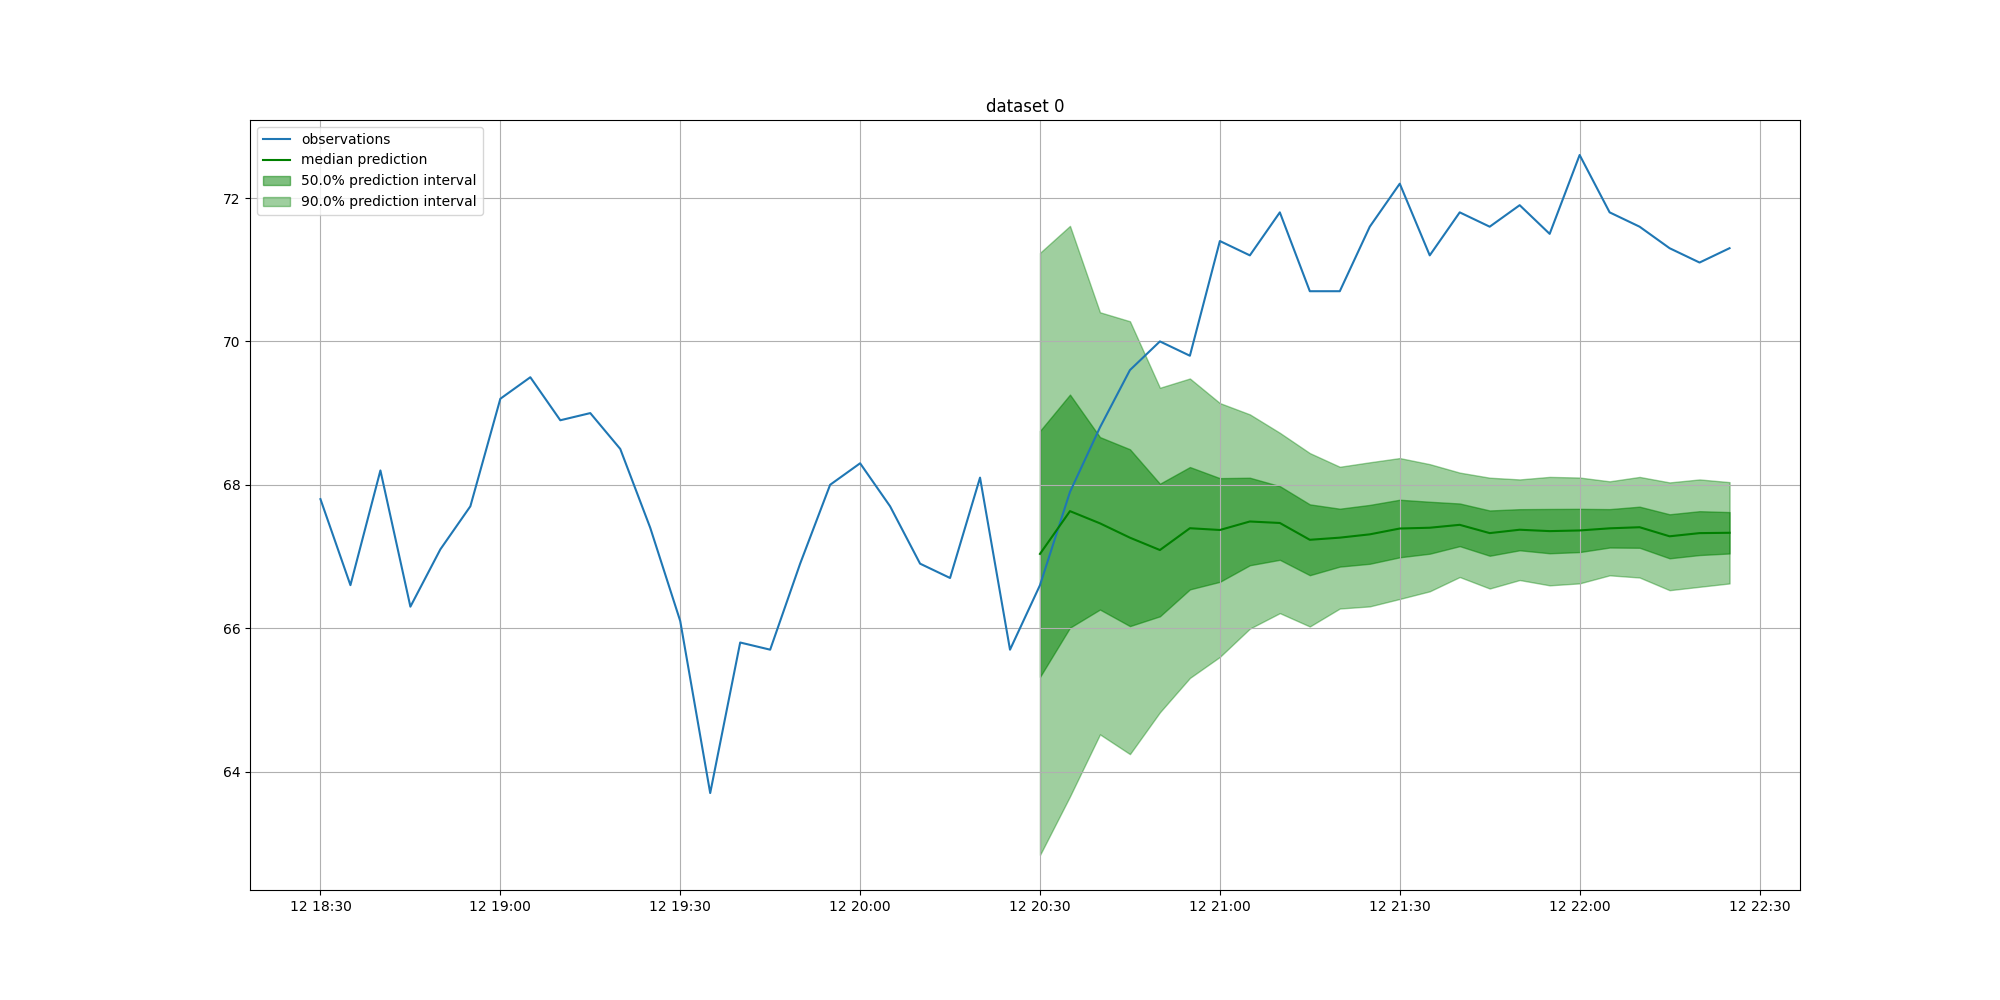 dataset 0
observations
median prediction
50.0% prediction interval
90.0% prediction interval
72
70
68
66
64
12 18:30 12 19:00 12 19:30 12 20:00 12 20:30 12 21:00 12 21:30 12 22:00 12 22:30